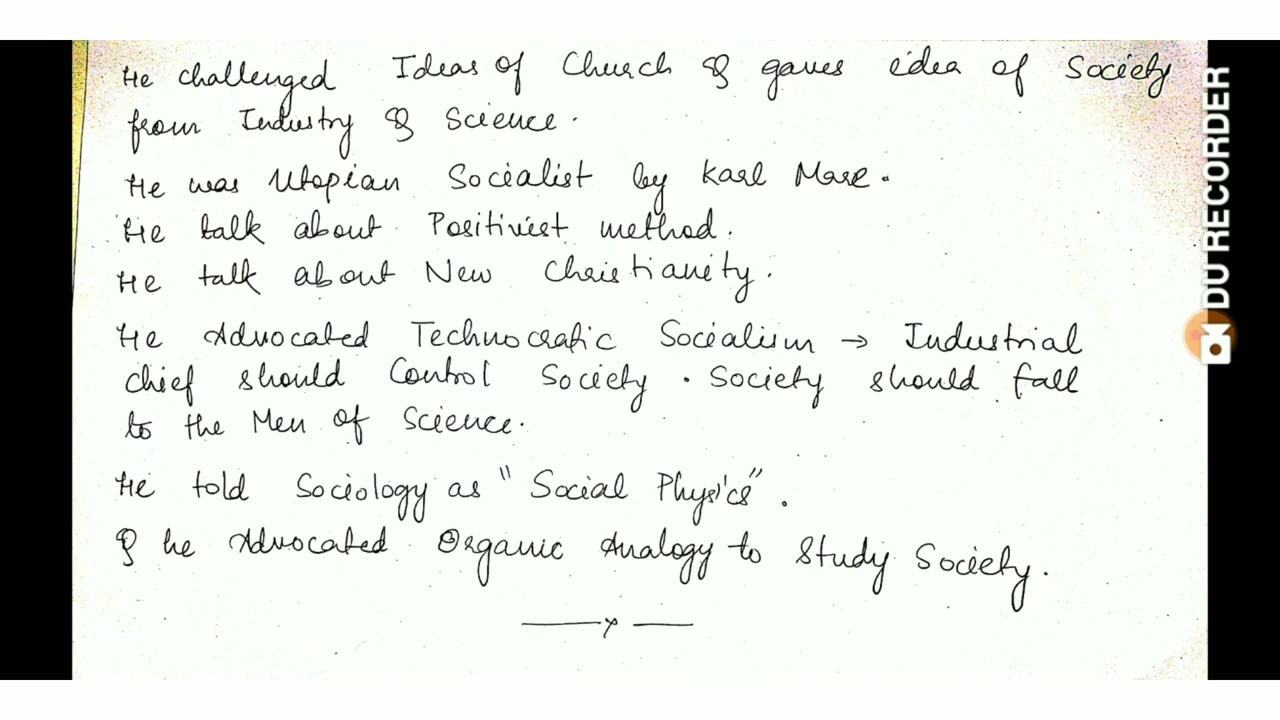 He challenged Ideas of Church & gaves idea of Society
from Industry & Science.
He was Utopian Socialist by Karl Marx.
He talk about Positivist method.
He talk about New Christianity.
He Advocated Technocratic Socialism → Industrial
chief should Control Society. Society should fall
to the Men of Science.
He told Sociology as "Social Physics".
& he Advocated Organic Analogy to Study Society.
DU RECORDER